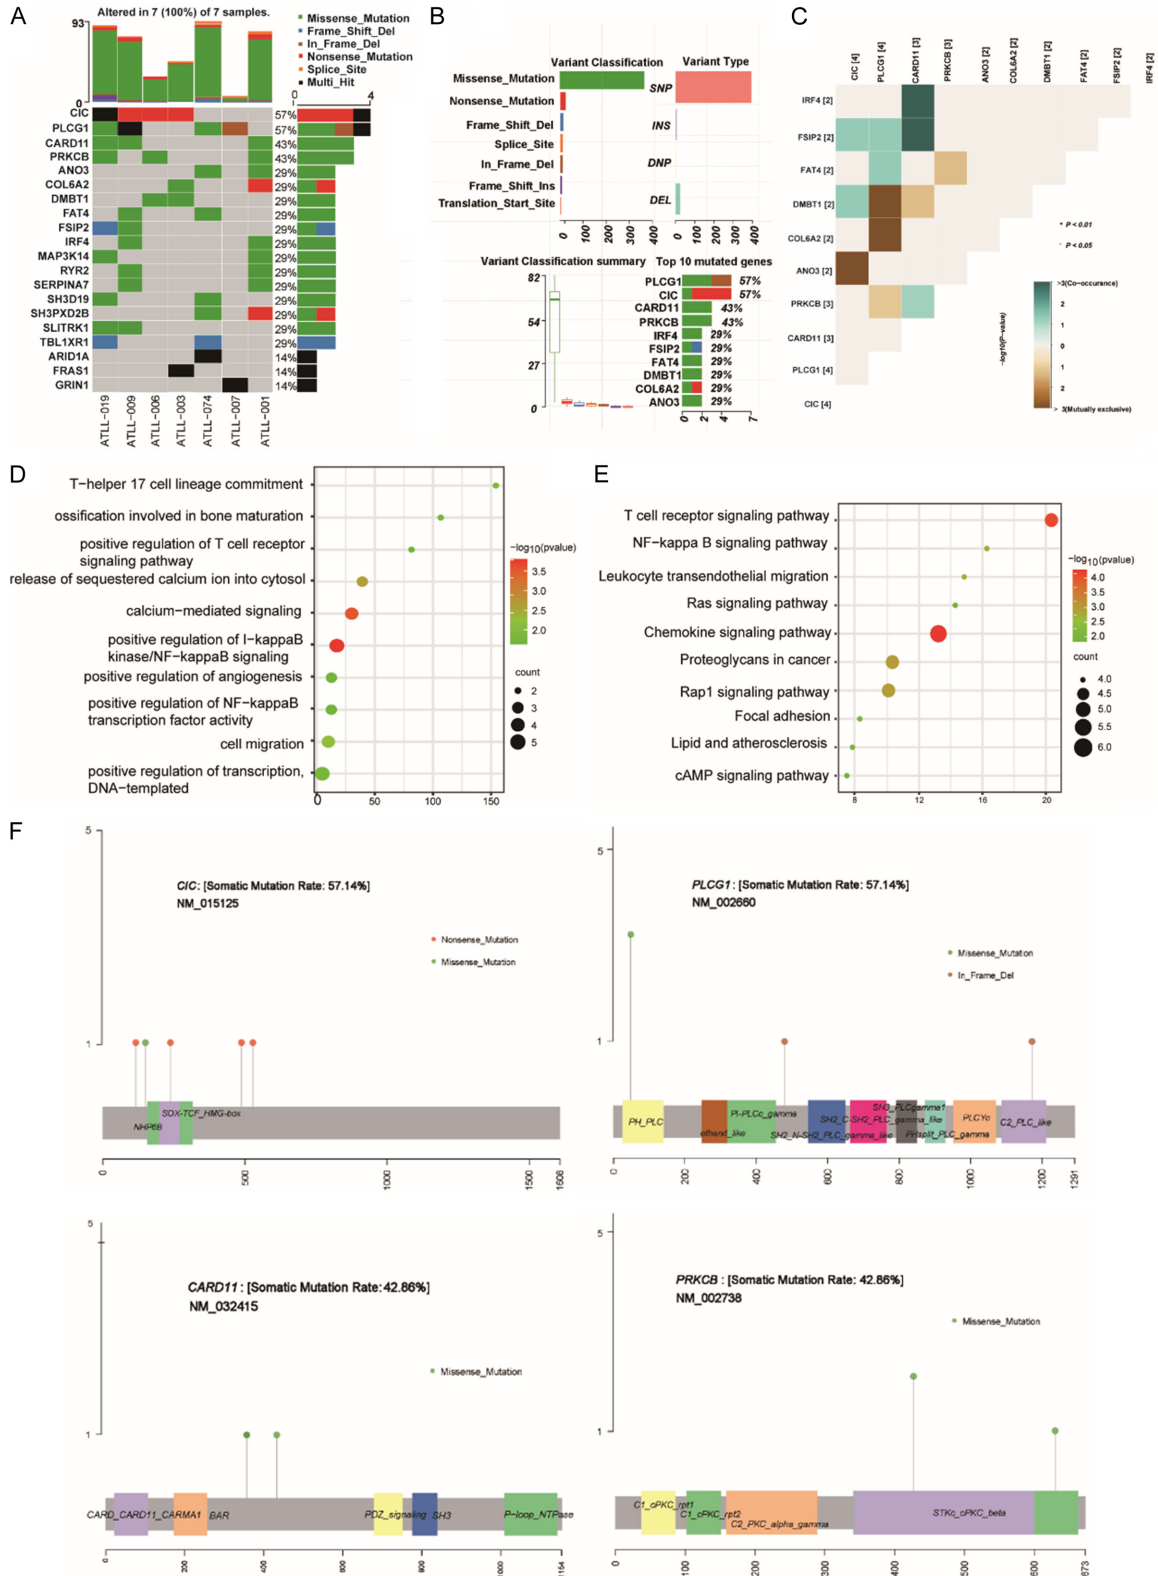 A
Altered in 7 (100%) of 7 samples.
93
0
Missense_Mutation
Frame_Shift_Del
In_Frame_Del
Nonsense_Mutation
Splice_Site
Multi_Hit
0 4
CIC 57%
PLCG1 57%
CARD11 43%
PRKCB 43%
ANO3 29%
COL6A2 29%
DMBT1 29%
FAT4 29%
FSIP2 29%
IRF4 29%
MAP3K14 29%
RYR2 29%
SERPINA7 29%
SH3D19 29%
SH3PXD2B 29%
SLITRK1 29%
TBL1XR1 29%
ARID1A 14%
FRAS1 14%
GRIN1 14%
ATLL-019
ATLL-009
ATLL-006
ATLL-003
ATLL-074
ATLL-007
ATLL-001
B
Variant Classification
Missense_Mutation
Nonsense_Mutation
Frame_Shift_Del
Splice_Site
In_Frame_Del
Frame_Shift_Ins
Translation_Start_Site
0 100 200 300 400
Variant Type
SNP
INS
DNP
DEL
0 100 200 300 400
Variant Classification summary
82
54
27
0
Top 10 mutated genes
PLCG1 57%
CIC 57%
CARD11 43%
PRKCB 43%
IRF4 29%
FSIP2 29%
FAT4 29%
DMBT1 29%
COL6A2 29%
ANO3 29%
0 2 4 7
C
CIC [4]
PLCG1 [4]
CARD11 [3]
PRKCB [3]
ANO3 [2]
COL6A2 [2]
DMBT1 [2]
FAT4 [2]
FSIP2 [2]
IRF4 [2]
IRF4 [2]
FSIP2 [2]
FAT4 [2]
DMBT1 [2]
COL6A2 [2]
ANO3 [2]
PRKCB [3]
CARD11 [3]
PLCG1 [4]
CIC [4]
* P < 0.01
· P < 0.05
-log10(P-value)
>3(Co-occurance)
2
1
0
1
2
> 3(Mutually exclusive)
D
T-helper 17 cell lineage commitment
ossification involved in bone maturation
positive regulation of T cell receptor
signaling pathway
release of sequestered calcium ion into cytosol
calcium-mediated signaling
positive regulation of I-kappaB
kinase/NF-kappaB signaling
positive regulation of angiogenesis
positive regulation of NF-kappaB
transcription factor activity
cell migration
positive regulation of transcription,
DNA-templated
0 50 100 150
-log10(pvalue)
3.5
3.0
2.5
2.0
count
2
3
4
5
E
T cell receptor signaling pathway
NF-kappa B signaling pathway
Leukocyte transendothelial migration
Ras signaling pathway
Chemokine signaling pathway
Proteoglycans in cancer
Rap1 signaling pathway
Focal adhesion
Lipid and atherosclerosis
cAMP signaling pathway
8 12 16 20
-log10(pvalue)
4.0
3.5
3.0
2.5
2.0
count
4.0
4.5
5.0
5.5
6.0
F
5
1
CIC: [Somatic Mutation Rate: 57.14%]
NM_015125
Nonsense_Mutation
Missense_Mutation
SOX-TCF_HMG-box
NHP6B
0 500 1000 1500 1608
5
1
PLCG1 : [Somatic Mutation Rate: 57.14%]
NM_002660
Missense_Mutation
In_Frame_Del
PH_PLC
efhand_like
PI-PLCc_gamma
SH2_N-SH2_PLC_gamma_like
SH2_C-SH2_PLC_gamma_like
SH3_PLCgamma1
PHsplit_PLC_gamma
PLCYc
C2_PLC_like
0 200 400 600 800 1000 1200 1291
5
1
CARD11 : [Somatic Mutation Rate: 42.86%]
NM_032415
Missense_Mutation
CARD_CARD11_CARMA1
BAR
PDZ_signaling
SH3
P-loop_NTPase
0 200 400 600 800 1000 1154
5
1
PRKCB : [Somatic Mutation Rate: 42.86%]
NM_002738
Missense_Mutation
C1_cPKC_rpt1
C1_cPKC_rpt2
C2_PKC_alpha_gamma
STKc_cPKC_beta
0 100 200 300 400 500 600 673